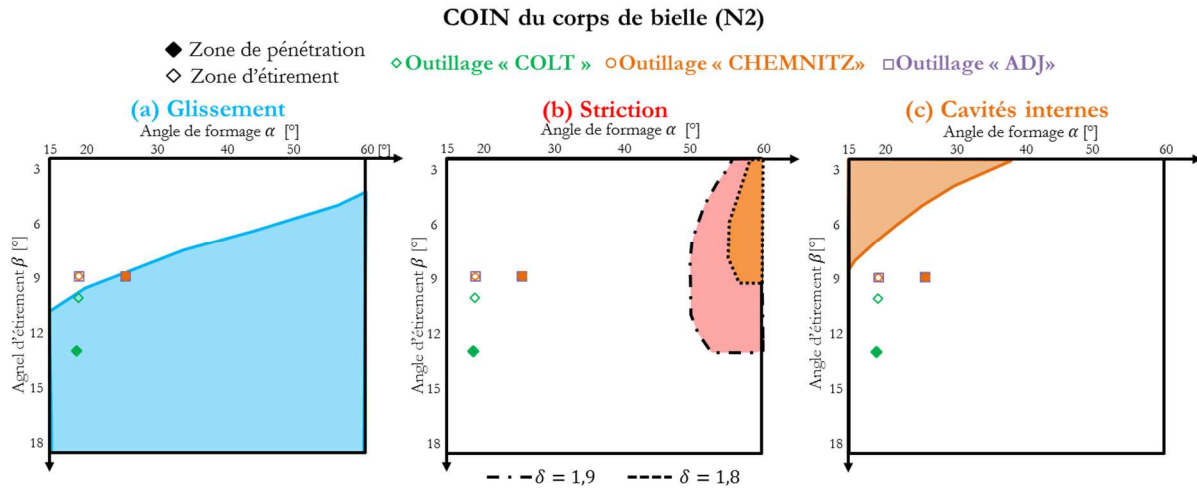 COIN du corps de bielle (N2)
Zone de pénétration
Zone d'étirement
Outillage « COLT »
Outillage « CHEMNITZ»
Outillage « ADJ»
(a) Glissement
Angle de formage α [°]
15 20 30 40 50 60 [°]
3
6
9
12
15
18
Agnel d'étirement β [°]
(b) Striction
Angle de formage α [°]
15 20 30 40 50 60
3
6
9
12
15
18
Angle d'étirement β [°]
(c) Cavités internes
Angle de formage α [°]
15 20 30 40 50 60
3
6
9
12
15
18
Angle d'étirement β [°]
δ = 1,9
δ = 1,8